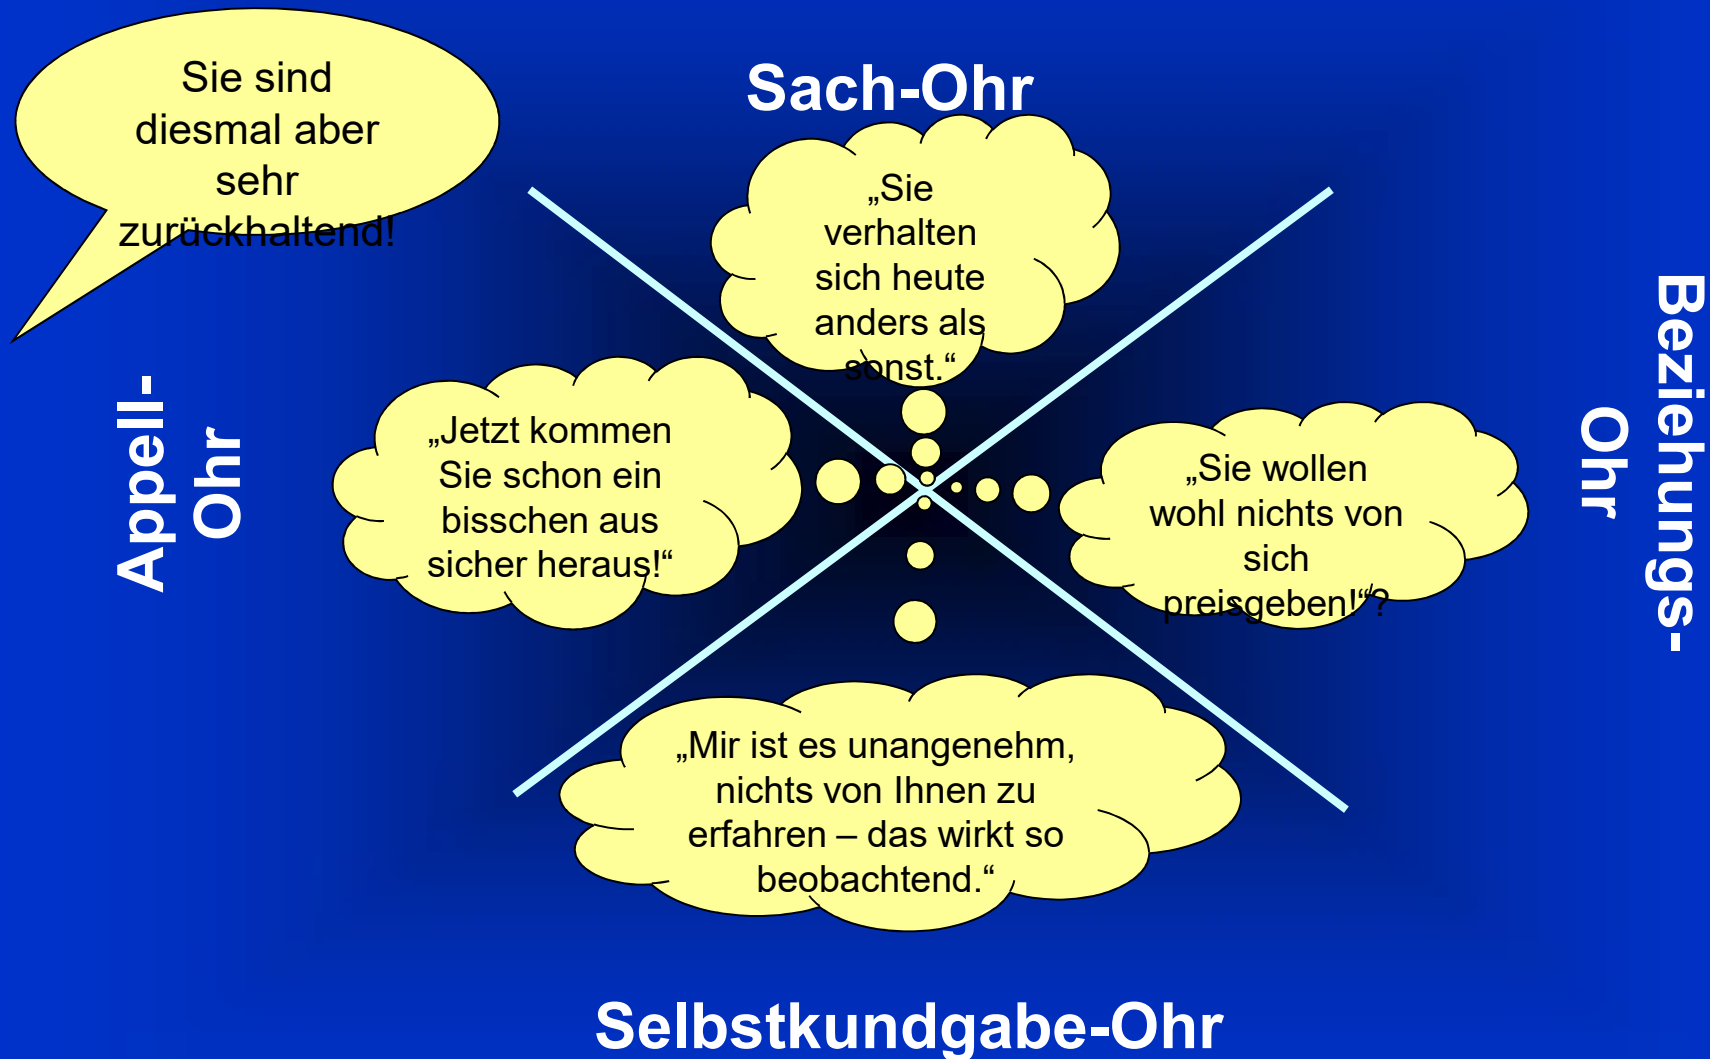 Sie sind
diesmal aber
sehr
zurückhaltend!
Sach-Ohr
„Sie
verhalten
sich heute
anders als
sonst.“
Appell-
Ohr
„Jetzt kommen
Sie schon ein
bisschen aus
sicher heraus!“
„Sie wollen
wohl nichts von
sich
preisgeben!“?
Beziehungs-
Ohr
„Mir ist es unangenehm,
nichts von Ihnen zu
erfahren – das wirkt so
beobachtend.“
Selbstkundgabe-Ohr